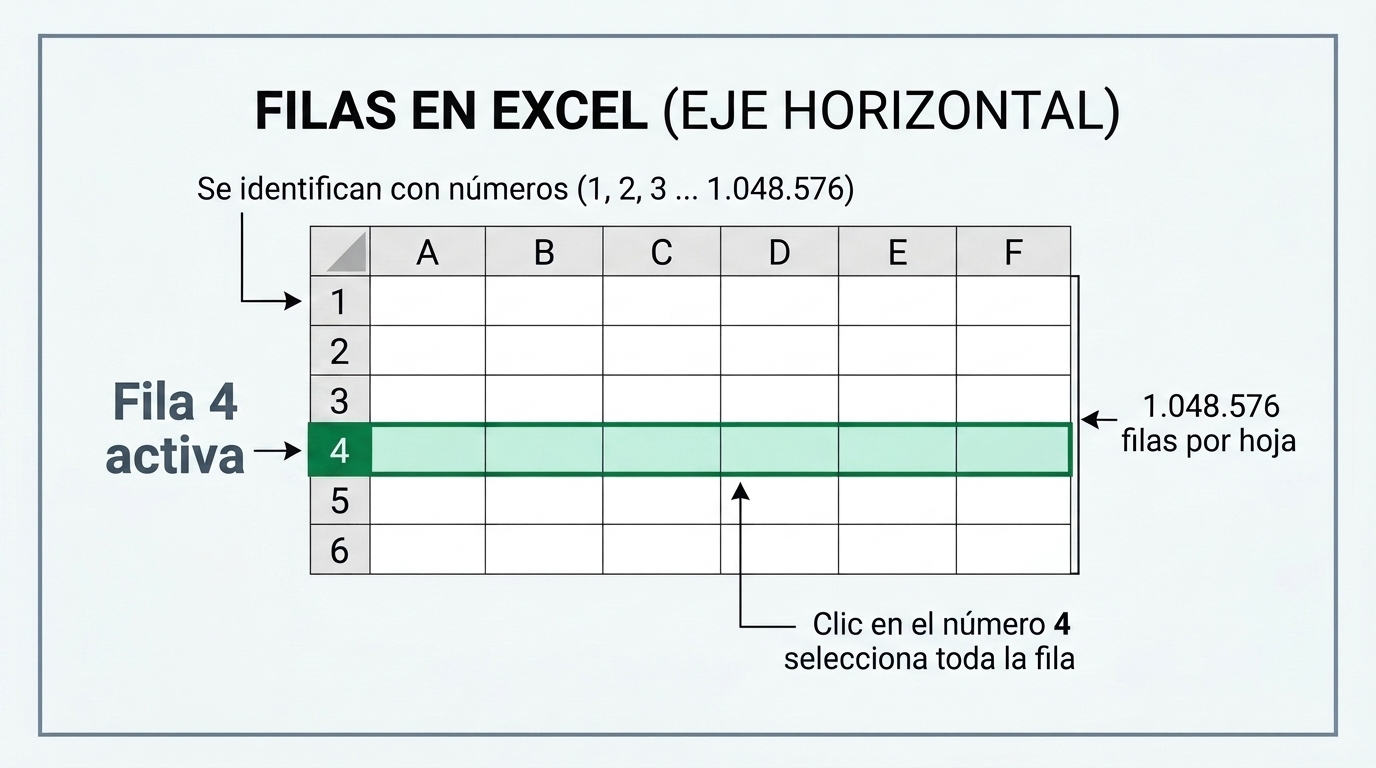 FILAS EN EXCEL (EJE HORIZONTAL)
Se identifican con números (1, 2, 3 ... 1.048.576)
A B C D E F
1
2
3
4
5
6
Fila 4
activa
1.048.576
filas por hoja
Clic en el número 4
selecciona toda la fila